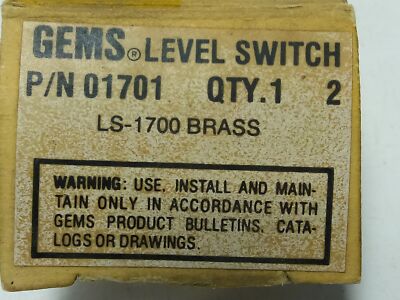 GEMS® LEVEL SWITCH
P/N 01701 QTY.1 2
LS-1700 BRASS
WARNING: USE, INSTALL AND MAIN-
TAIN ONLY IN ACCORDANCE WITH
GEMS PRODUCT BULLETINS, CATA-
LOGS OR DRAWINGS.